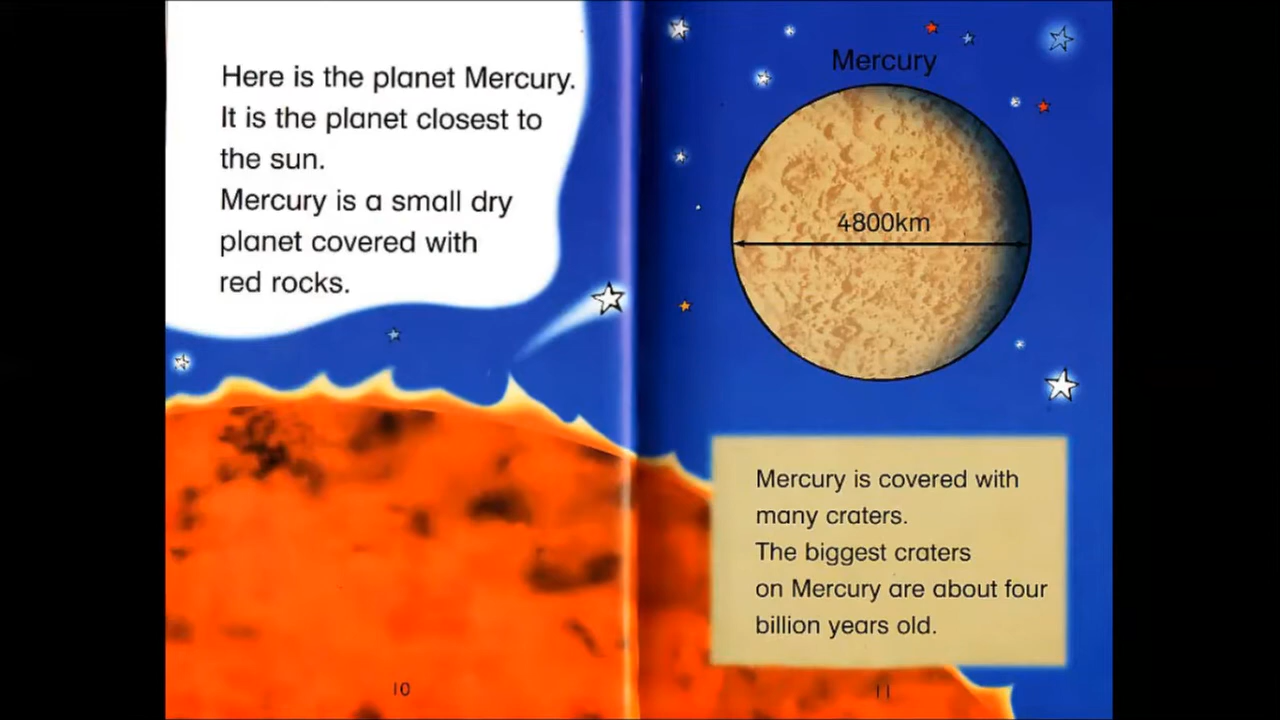 Here is the planet Mercury.
It is the planet closest to
the sun.
Mercury is a small dry
planet covered with
red rocks.
10
Mercury
4800km
Mercury is covered with
many craters.
The biggest craters
on Mercury are about four
billion years old.
11